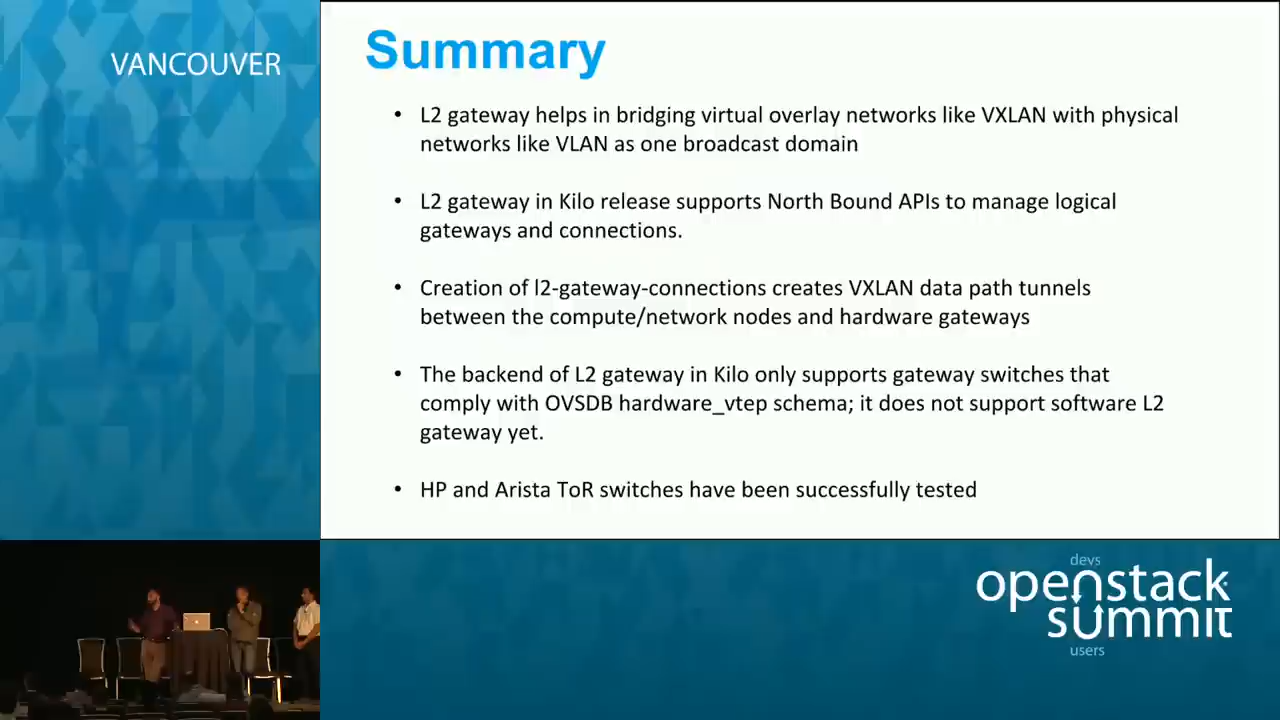 VANCOUVER
Summary
• L2 gateway helps in bridging virtual overlay networks like VXLAN with physical
networks like VLAN as one broadcast domain
• L2 gateway in Kilo release supports North Bound APIs to manage logical
gateways and connections.
• Creation of l2-gateway-connections creates VXLAN data path tunnels
between the compute/network nodes and hardware gateways
• The backend of L2 gateway in Kilo only supports gateway switches that
comply with OVSDB hardware_vtep schema; it does not support software L2
gateway yet.
• HP and Arista ToR switches have been successfully tested
devs
openstack
summit
users